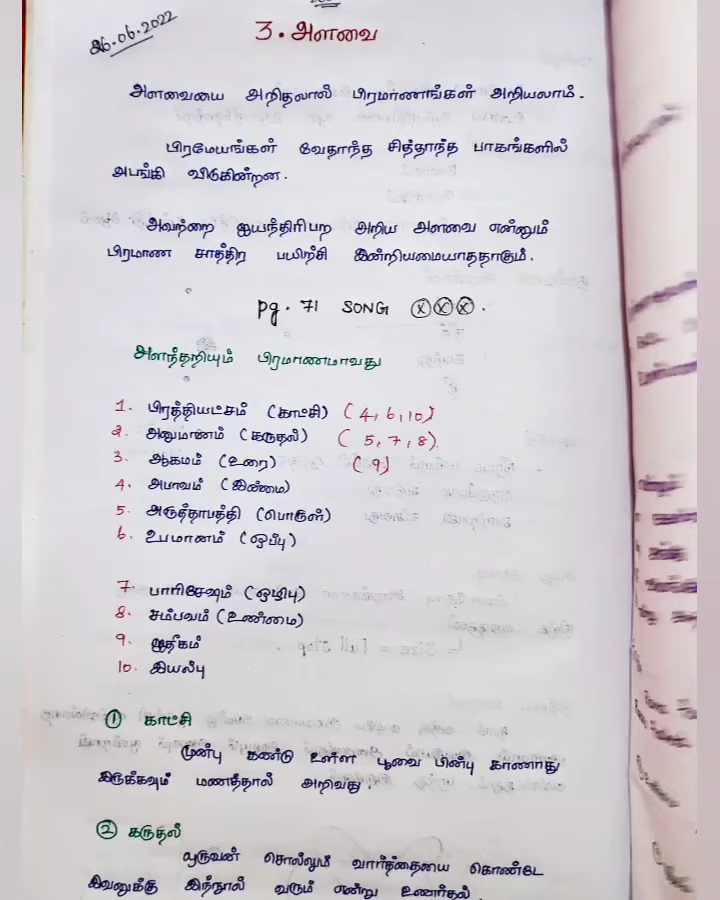 26.06.2022
3. அளவை
அளவையை அறிதலால் பிரமாணங்கள் அறியலாம்.
பிரமேயங்கள் வேதாந்த சித்தாந்த பாகங்களில்
அடங்கி விடுகின்றன.
அவற்றை ஐயந்திரிபற அறிய அளவை என்னும்
பிரமாண சாத்திர பயிற்சி இன்றியமையாததாகும்.
pg. 71 SONG ⓧⓧⓧ.
அளந்தறியும் பிரமாணமாவது
1. பிரத்தியட்சம் (காட்சி) (4, 6, 10)
2. அனுமானம் (கருதல்) (5, 7, 8)
3. ஆகமம் (உரை) (9)
4. அபாவம் (இன்மை)
5. அருத்தாபத்தி (பொருள்)
6. உபமானம் (ஒப்பு)
7. பாரிசேஷம் (ஒழிபு)
8. சம்பவம் (உண்மை)
9. ஐதீகம்
10. இயல்பு
① காட்சி
முன்பு கண்டு உள்ள பூவை பின்பு காணாது
இருக்கவும் மணத்தால் அறிவது.
② கருதல்
ஒருவன் சொல்லும் வார்த்தையை கொண்டே
இவனுக்கு இந்நூல் வரும் என்று உணர்தல்.